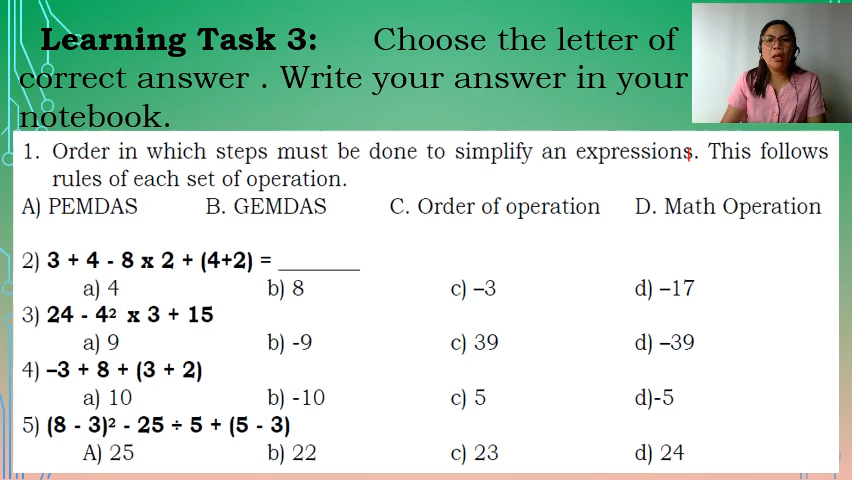 Learning Task 3: Choose the letter of
correct answer . Write your answer in your
notebook.
1. Order in which steps must be done to simplify an expressions. This follows
rules of each set of operation.
A) PEMDAS B. GEMDAS C. Order of operation D. Math Operation
2) 3 + 4 - 8 x 2 + (4+2) = ________
a) 4 b) 8 c) –3 d) –17
3) 24 - 4² x 3 + 15
a) 9 b) -9 c) 39 d) –39
4) –3 + 8 + (3 + 2)
a) 10 b) -10 c) 5 d)-5
5) (8 - 3)² - 25 ÷ 5 + (5 - 3)
A) 25 b) 22 c) 23 d) 24